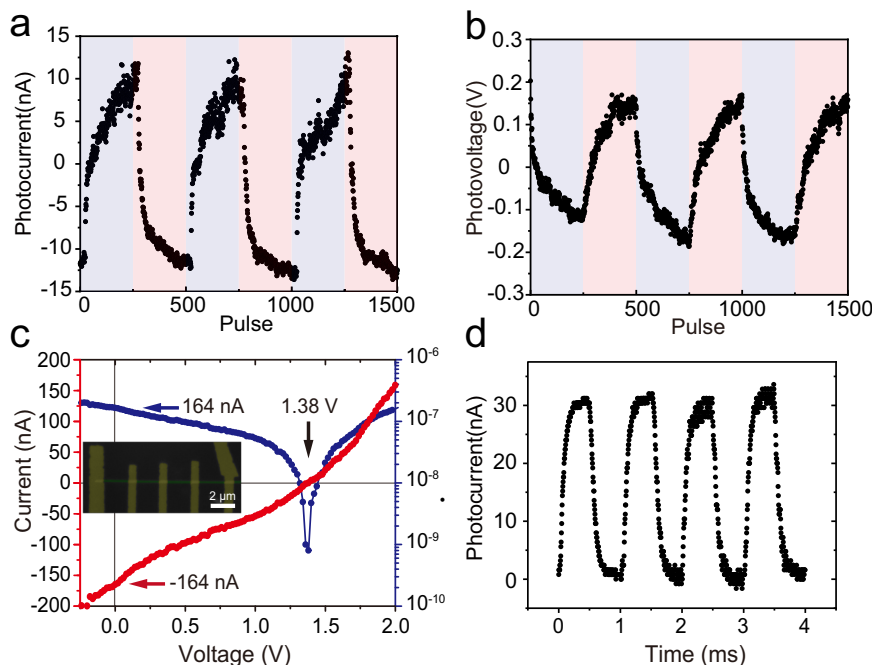 a
15
10
5
0
-5
-10
-15
Photocurrent(nA)
0 500 1000 1500
Pulse
b
0.3
0.2
0.1
0
-0.1
-0.2
-0.3
Photovoltage(V)
0 500 1000 1500
Pulse
c
200
150
100
50
0
-50
-100
-150
-200
Current (nA)
10-6
10-7
10-8
10-9
10-10
164 nA
1.38 V
2 μm
-164 nA
0.0 0.5 1.0 1.5 2.0
Voltage (V)
d
30
20
10
0
Photocurrent(nA)
0 1 2 3 4
Time (ms)